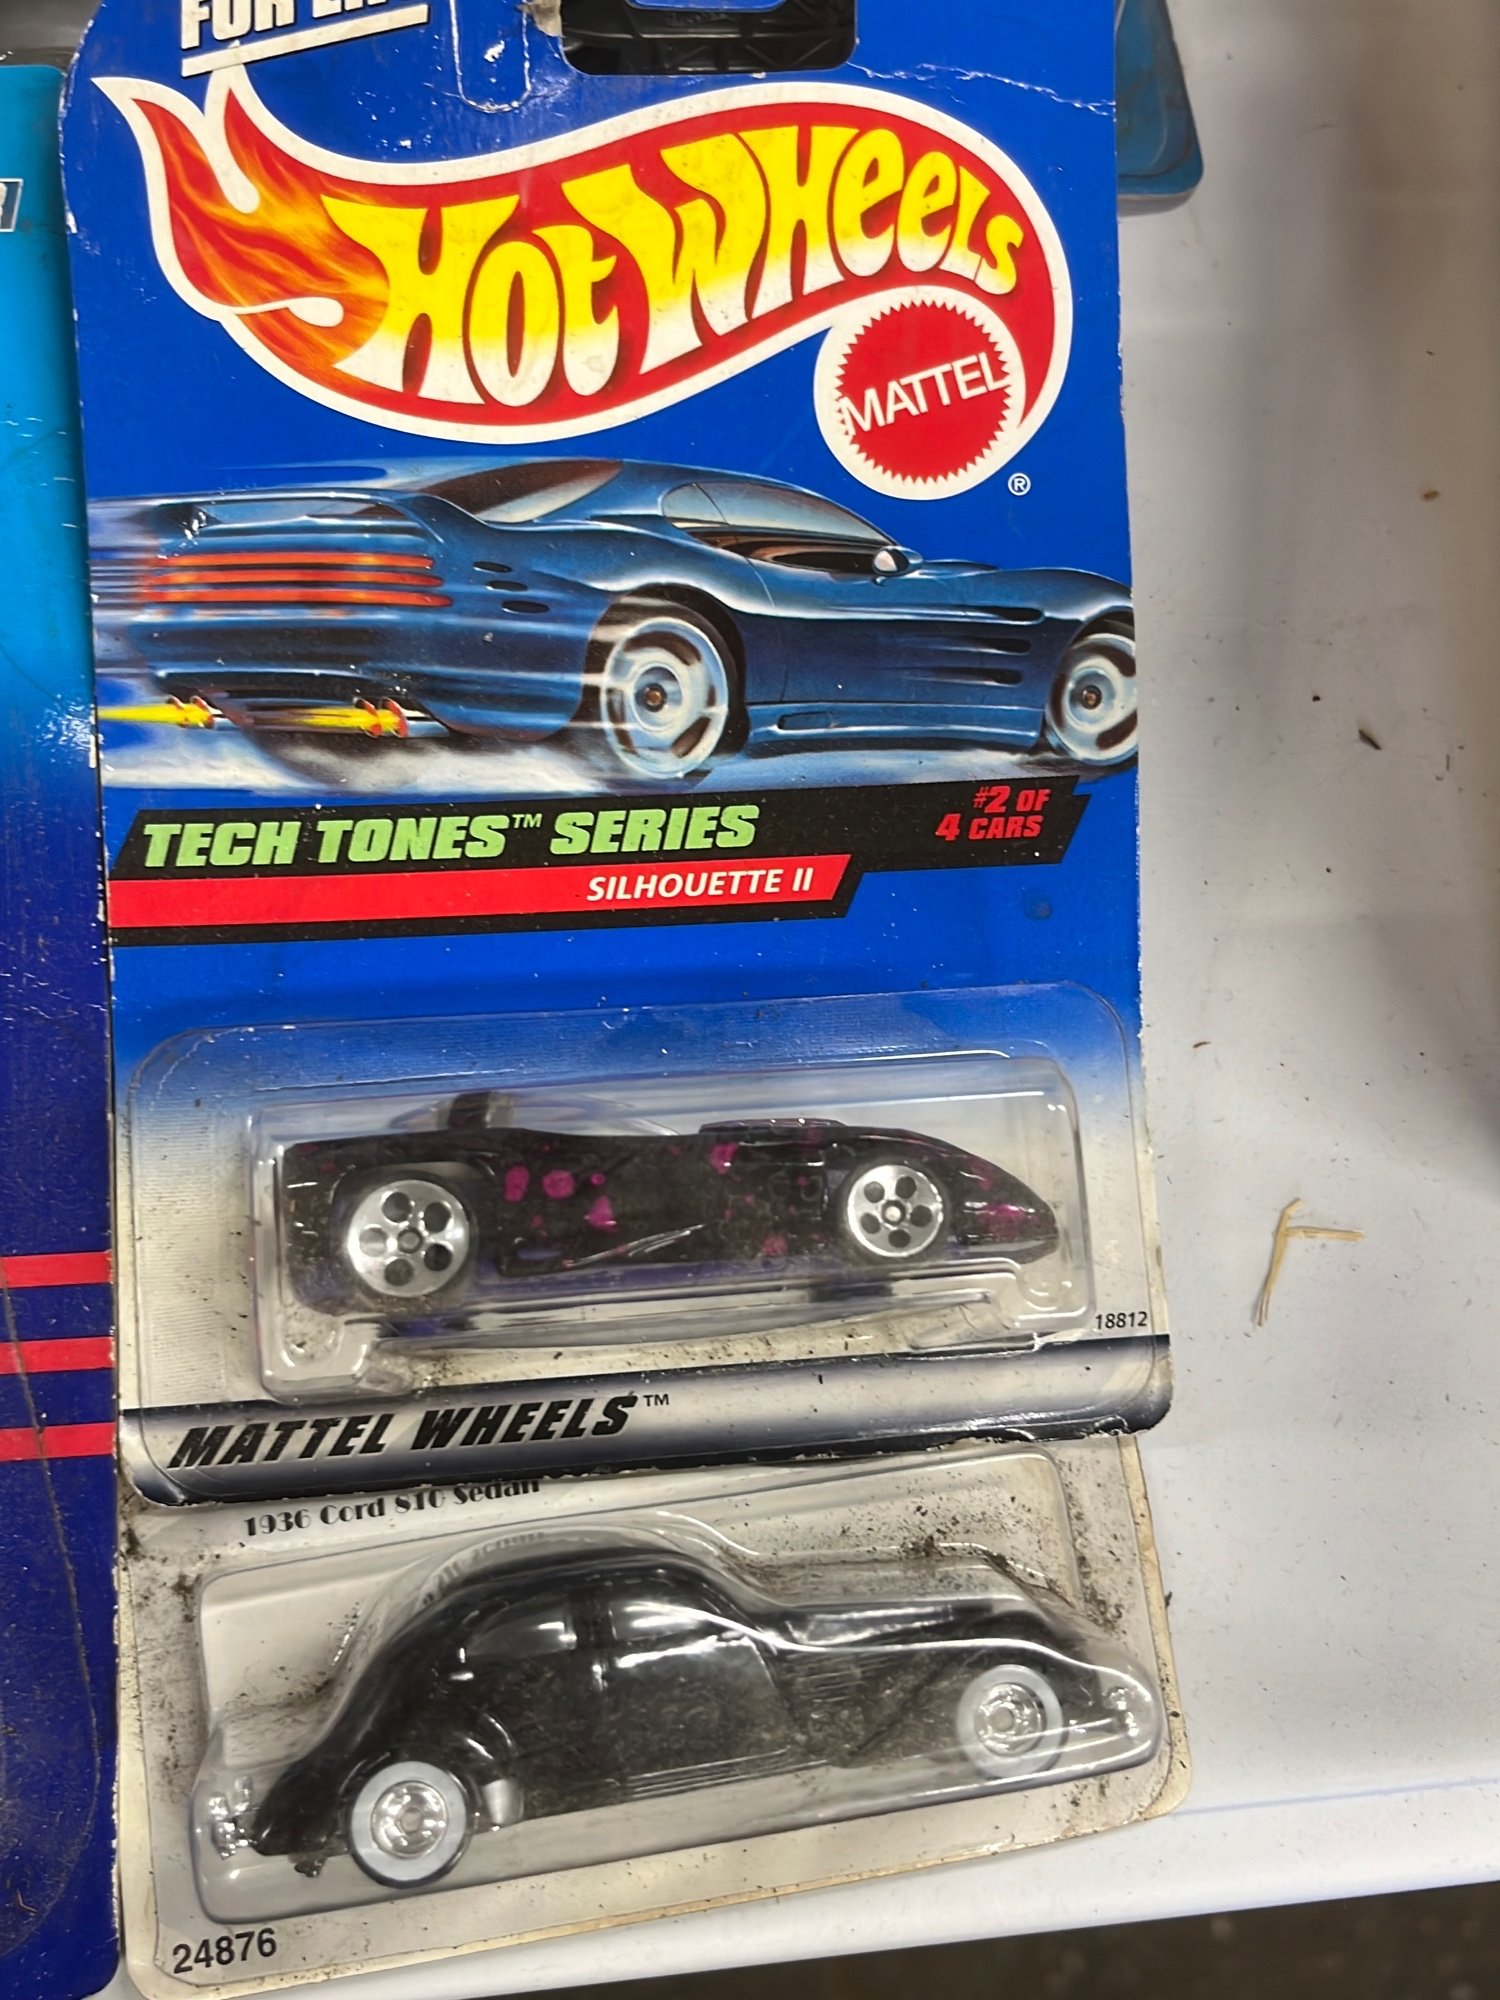 Hot Wheels
MATTEL
®
TECH TONES™ SERIES
#2 OF
4 CARS
SILHOUETTE II
18812
MATTEL WHEELS™
1936 Cord 810 Sedan
24876